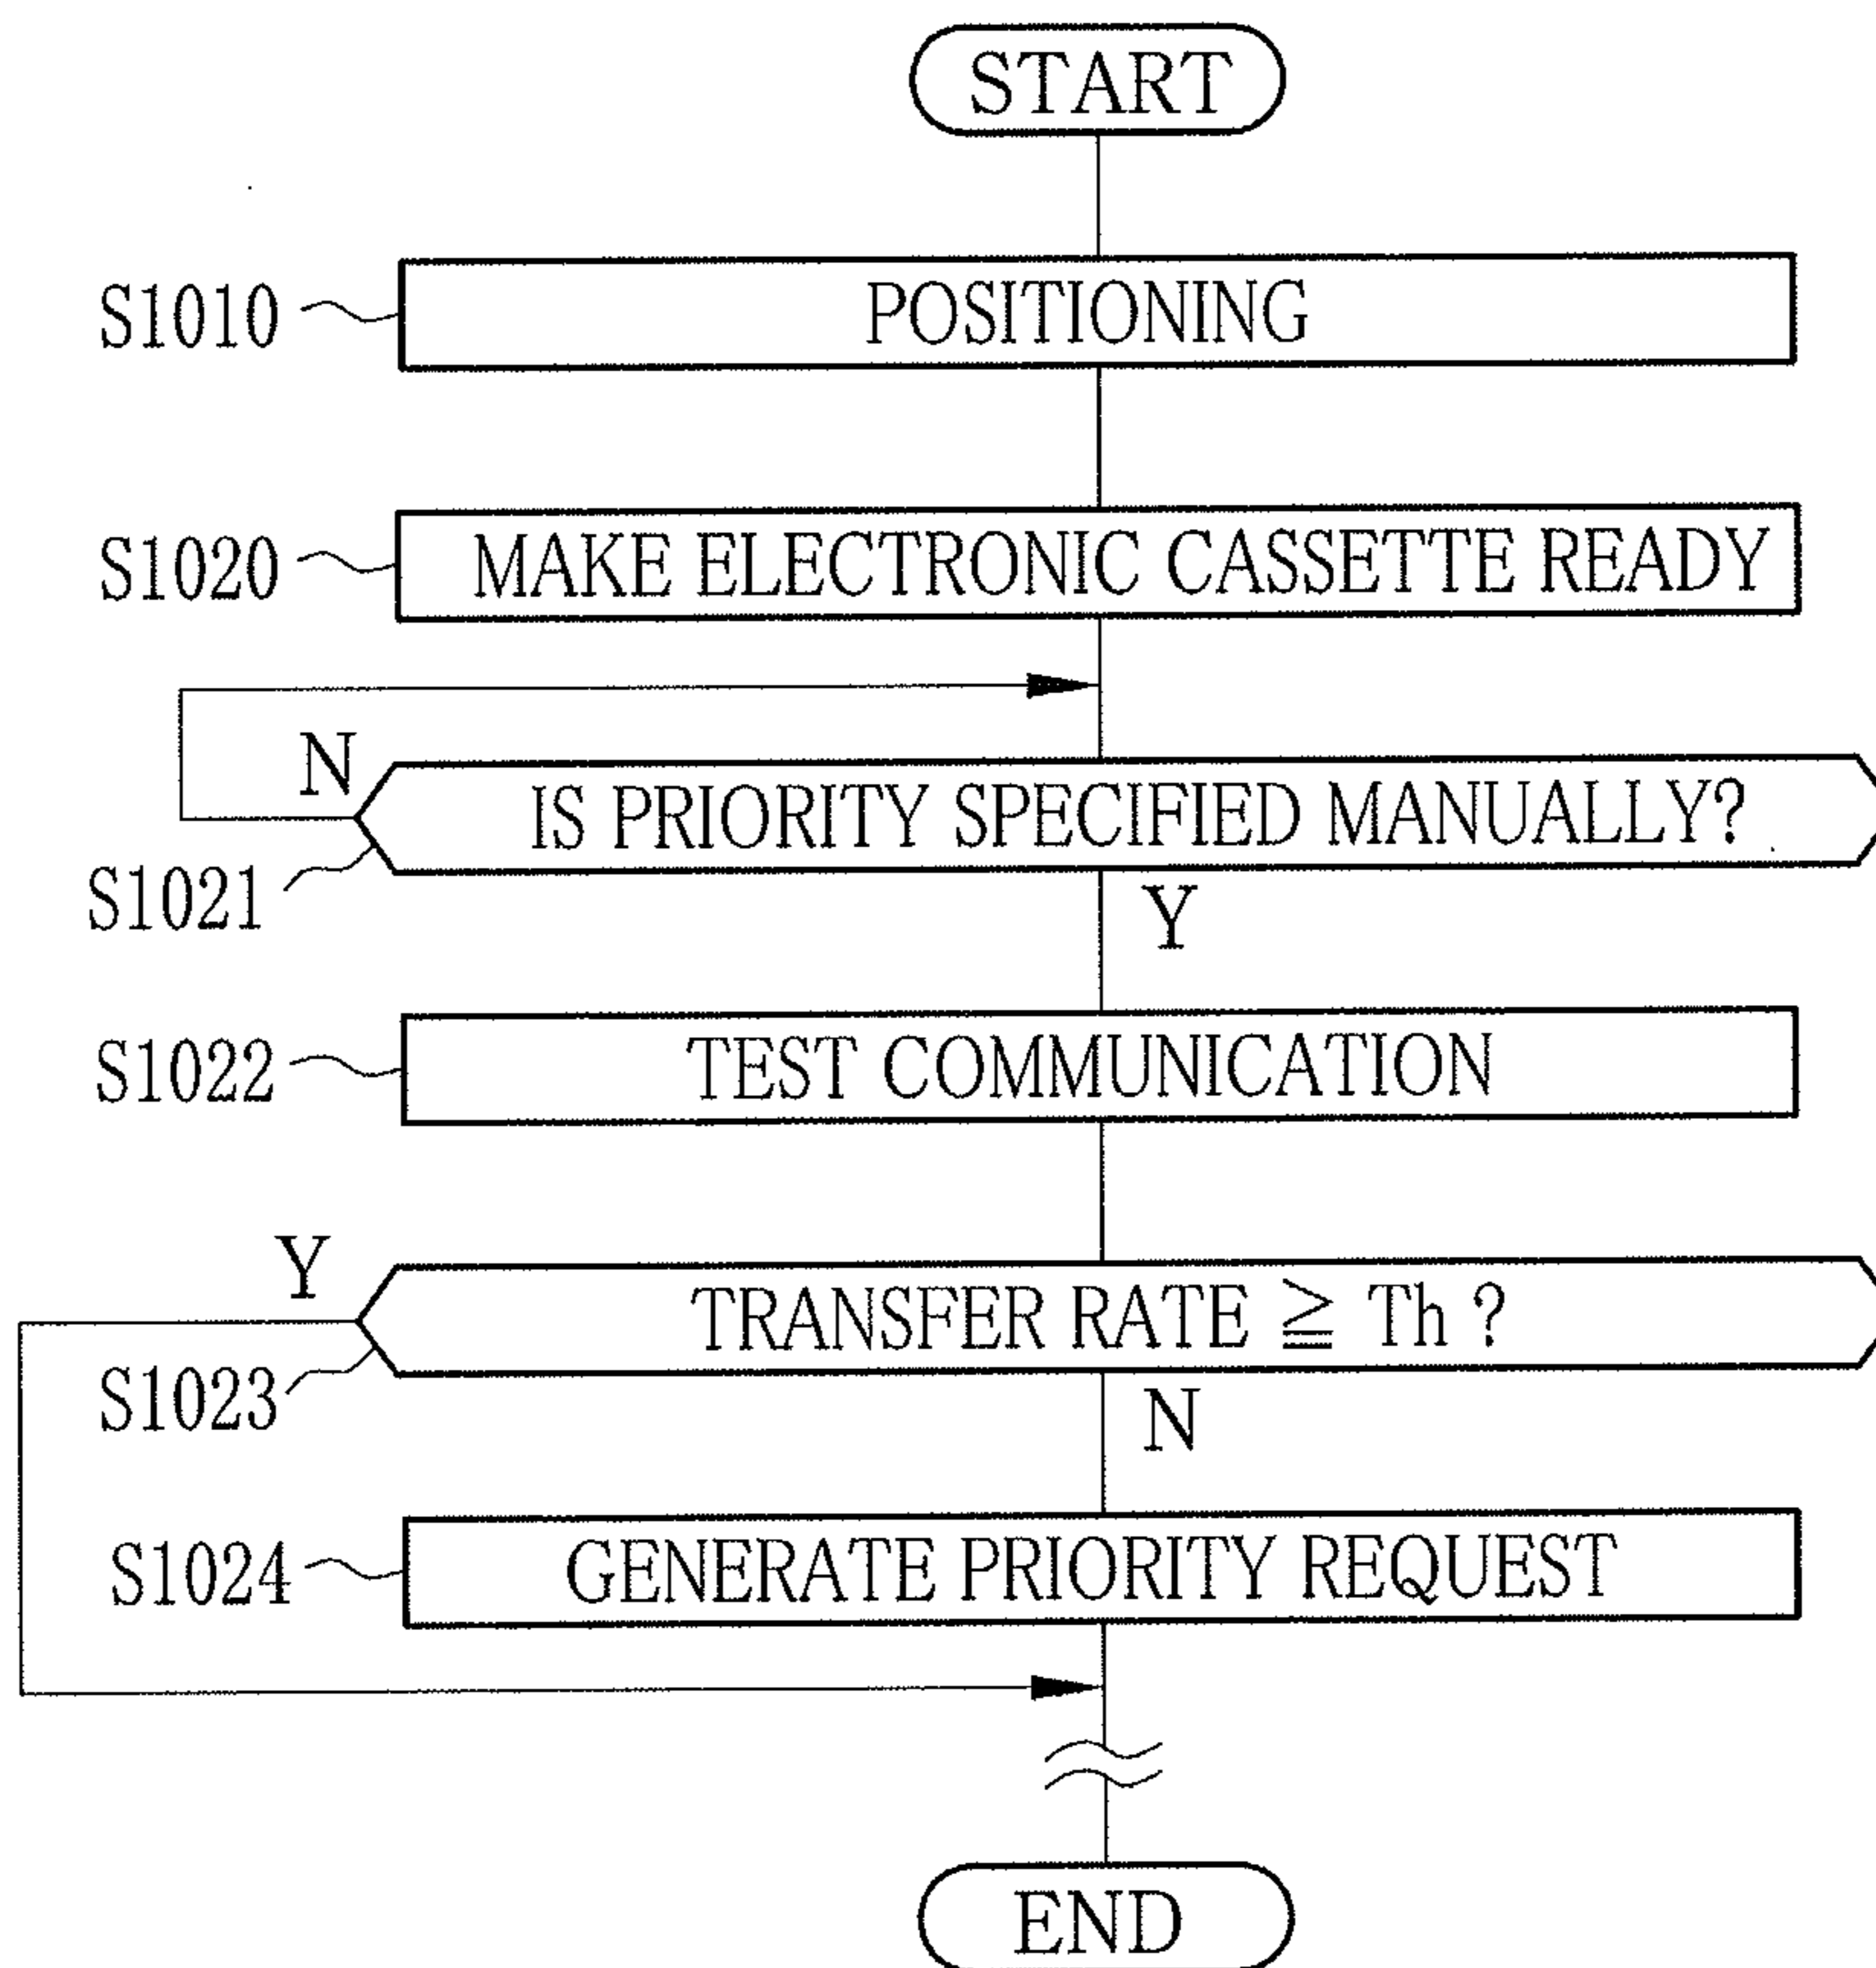 START
S1010 POSITIONING
S1020 MAKE ELECTRONIC CASSETTE READY
N
S1021 IS PRIORITY SPECIFIED MANUALLY?
Y
S1022 TEST COMMUNICATION
Y
S1023 TRANSFER RATE ≧ Th ?
N
S1024 GENERATE PRIORITY REQUEST
END